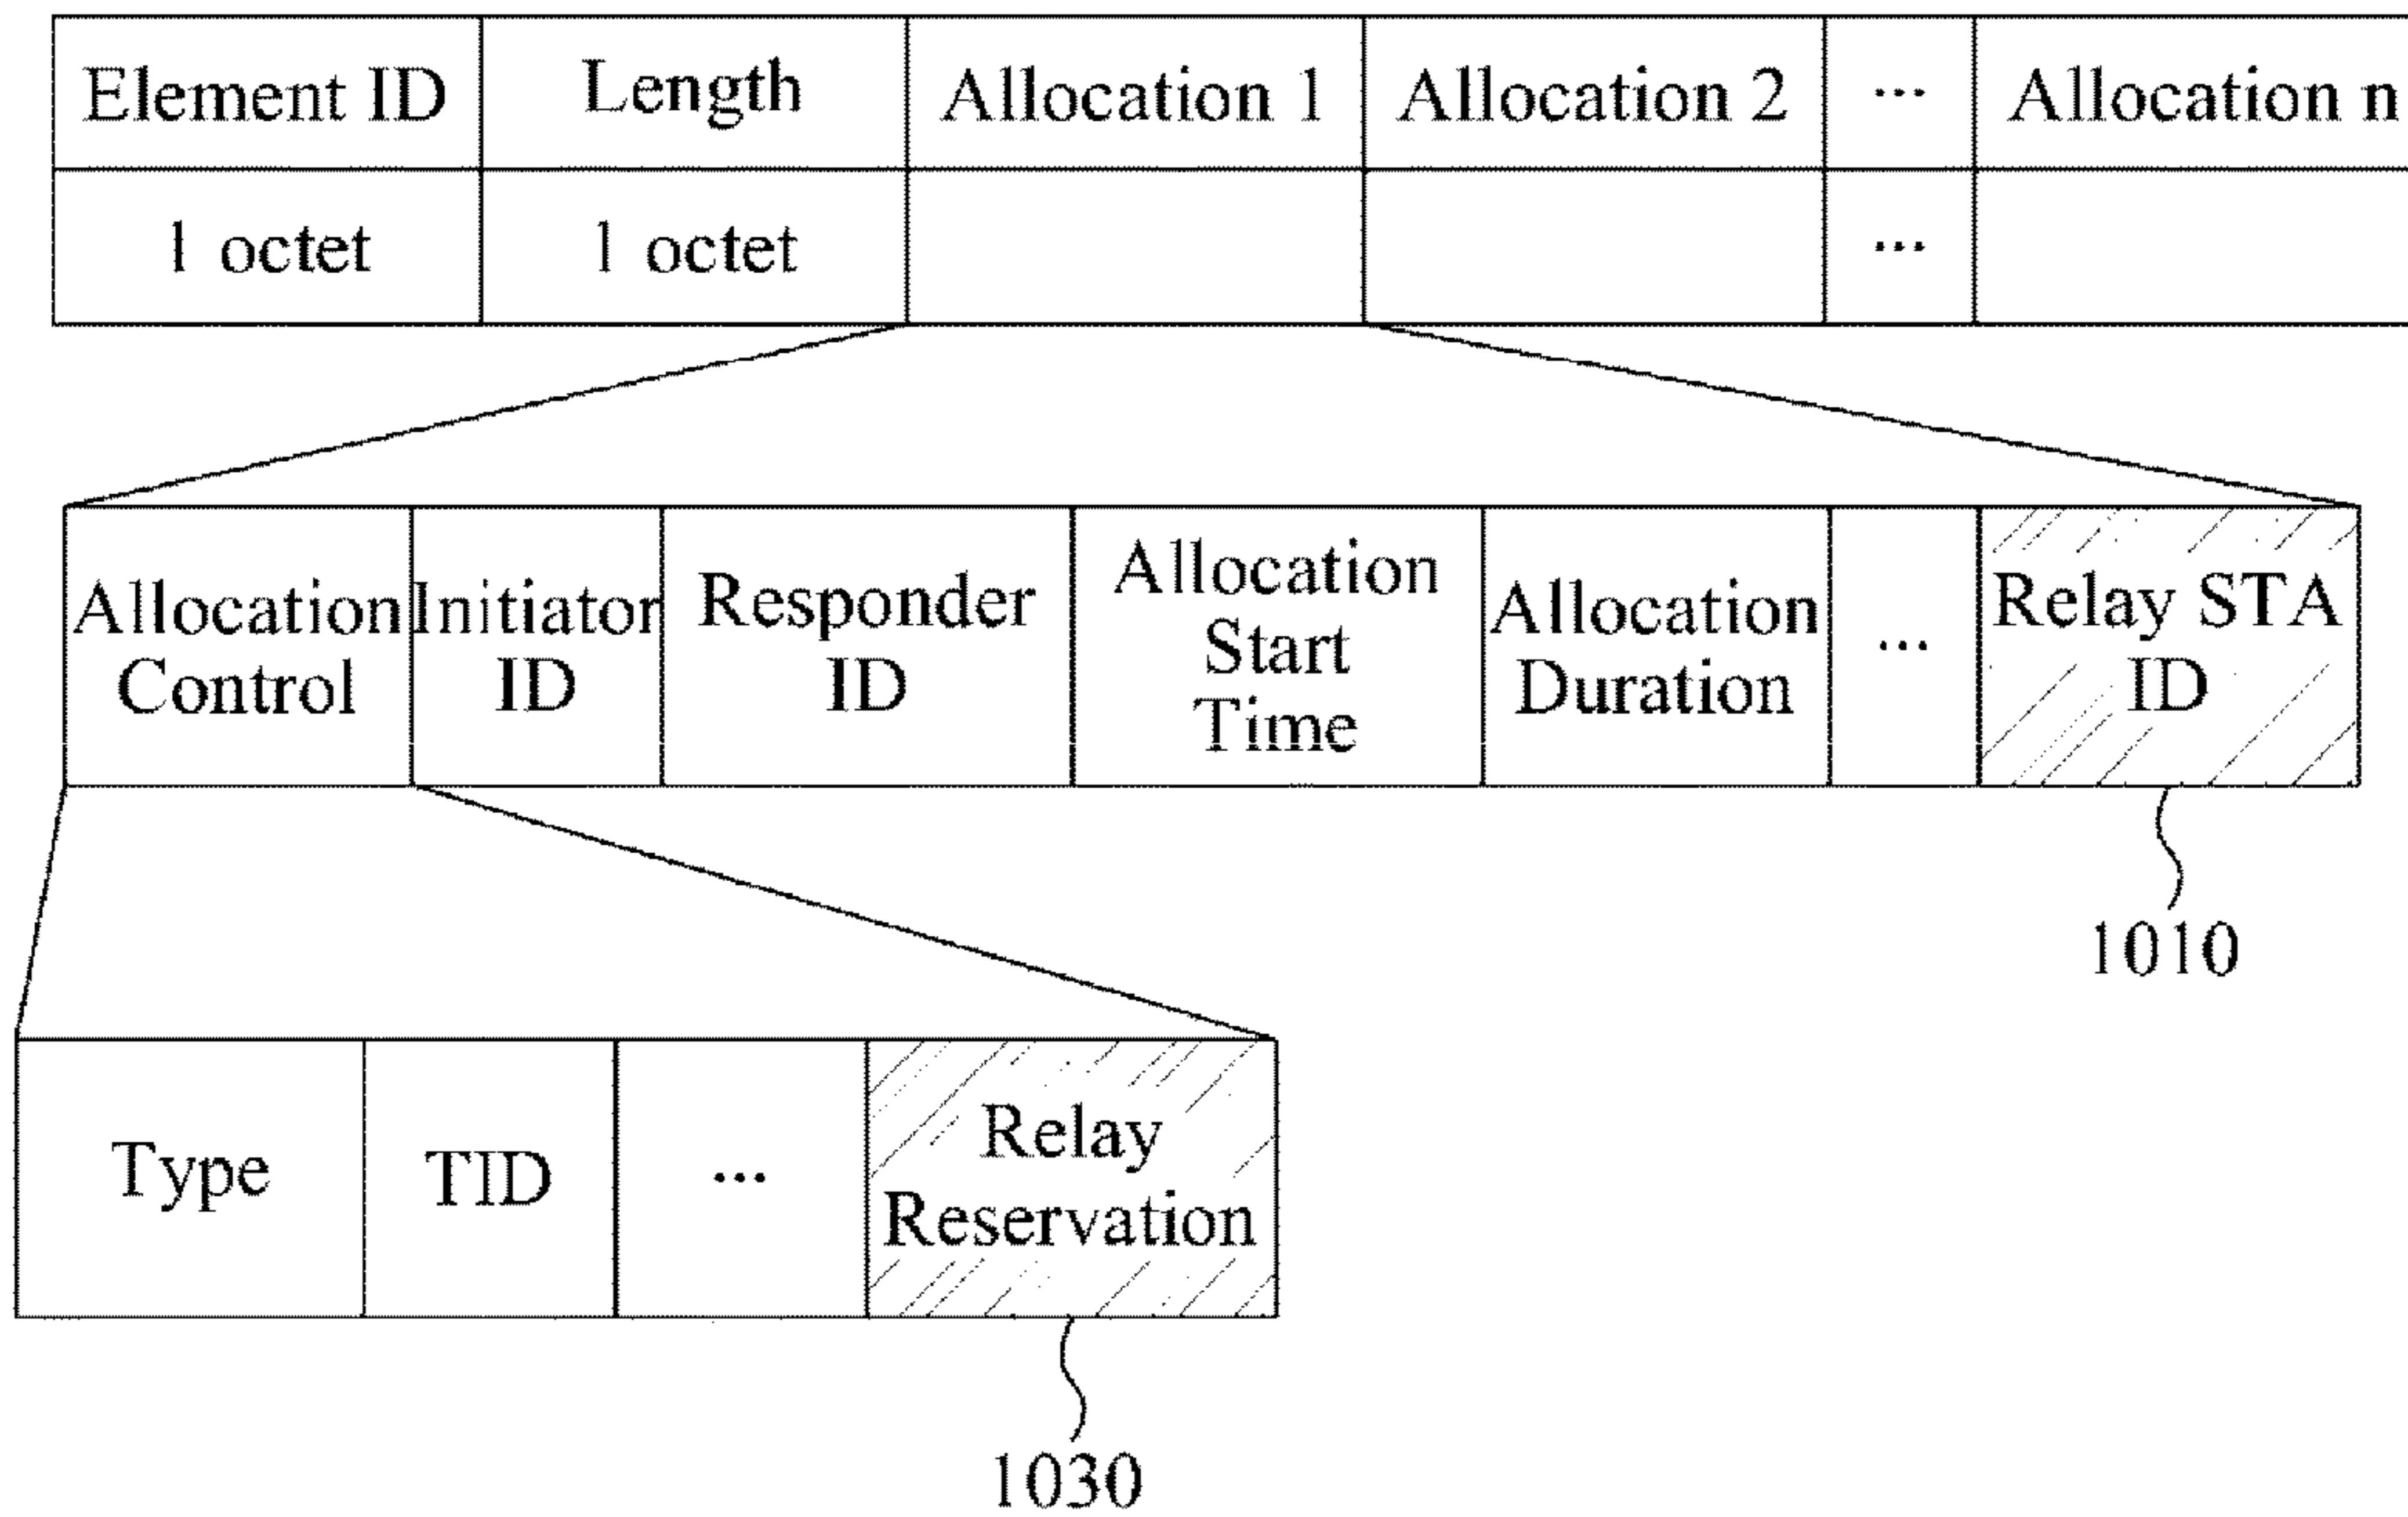 Element ID Length Allocation 1 Allocation 2 ... Allocation n
1 octet 1 octet ...
Allocation Control Initiator ID Responder ID Allocation Start Time Allocation Duration ... Relay STA ID
1010
Type TID ... Relay Reservation
1030